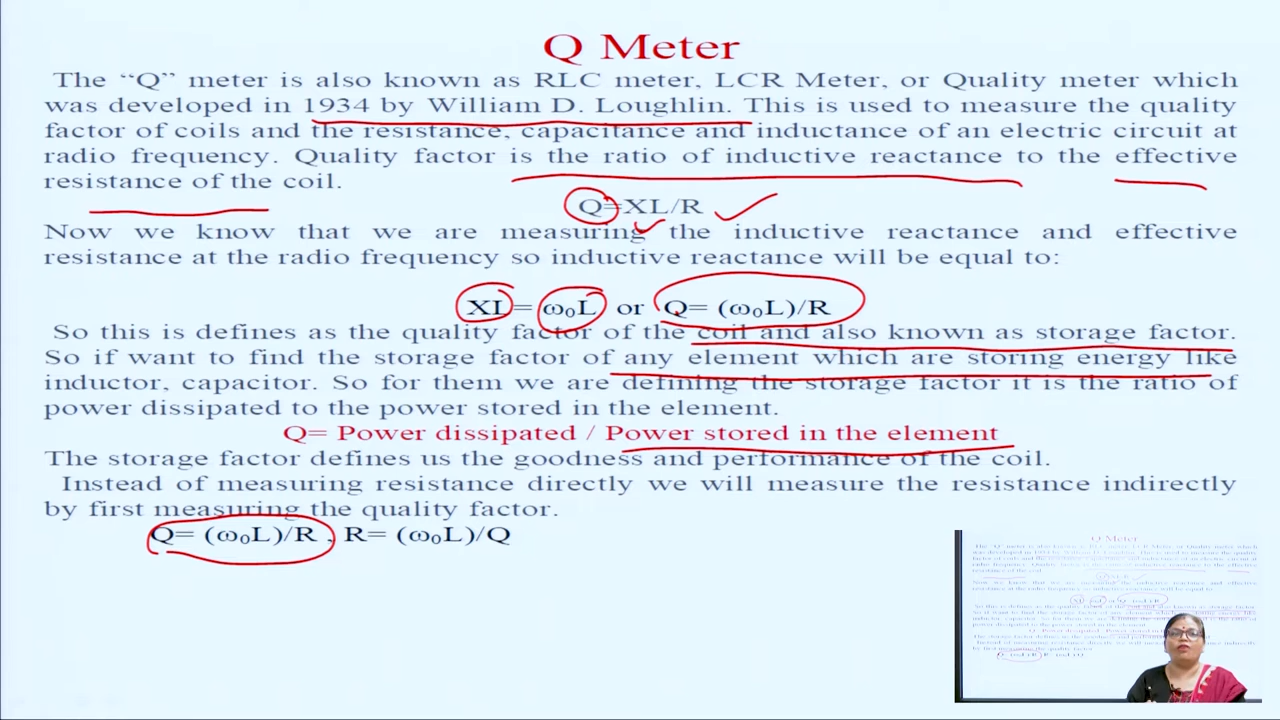 Q Meter
The “Q” meter is also known as RLC meter, LCR Meter, or Quality meter which
was developed in 1934 by William D. Loughlin. This is used to measure the quality
factor of coils and the resistance, capacitance and inductance of an electric circuit at
radio frequency. Quality factor is the ratio of inductive reactance to the effective
resistance of the coil.
Q=XL/R
Now we know that we are measuring the inductive reactance and effective
resistance at the radio frequency so inductive reactance will be equal to:
XL= ω₀L or Q= (ω₀L)/R
So this is defines as the quality factor of the coil and also known as storage factor.
So if want to find the storage factor of any element which are storing energy like
inductor, capacitor. So for them we are defining the storage factor it is the ratio of
power dissipated to the power stored in the element.
Q= Power dissipated / Power stored in the element
The storage factor defines us the goodness and performance of the coil.
Instead of measuring resistance directly we will measure the resistance indirectly
by first measuring the quality factor.
Q= (ω₀L)/R , R= (ω₀L)/Q